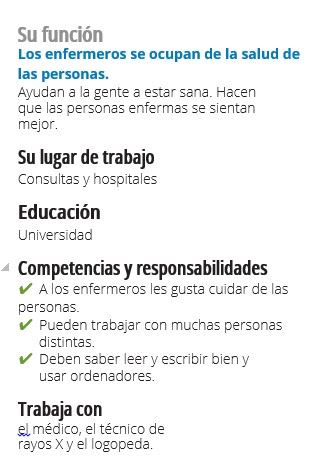 Su función
Los enfermeros se ocupan de la salud de
las personas.
Ayudan a la gente a estar sana. Hacen
que las personas enfermas se sientan
mejor.
Su lugar de trabajo
Consultas y hospitales
Educación
Universidad
Competencias y responsabilidades
✔ A los enfermeros les gusta cuidar de las
personas.
✔ Pueden trabajar con muchas personas
distintas.
✔ Deben saber leer y escribir bien y
usar ordenadores.
Trabaja con
el médico, el técnico de
rayos X y el logopeda.